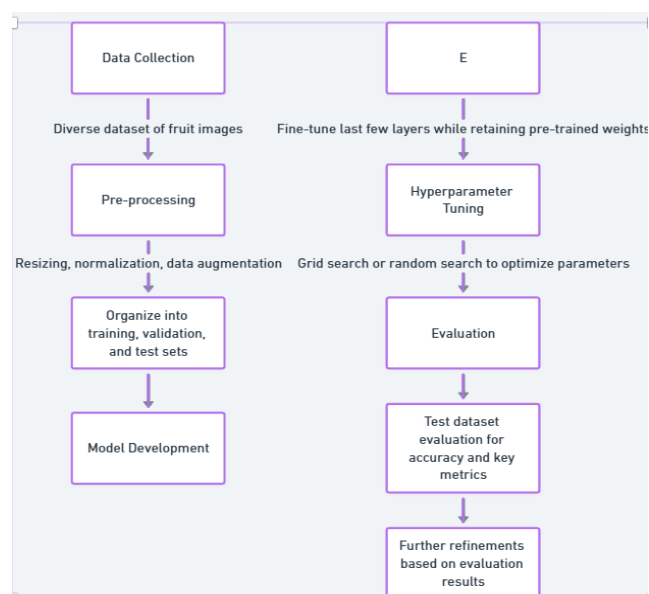 Data Collection
Diverse dataset of fruit images
Pre-processing
Resizing, normalization, data augmentation
Organize into
training, validation,
and test sets
Model Development
E
Fine-tune last few layers while retaining pre-trained weights
Hyperparameter
Tuning
Grid search or random search to optimize parameters
Evaluation
Test dataset
evaluation for
accuracy and key
metrics
Further refinements
based on evaluation
results